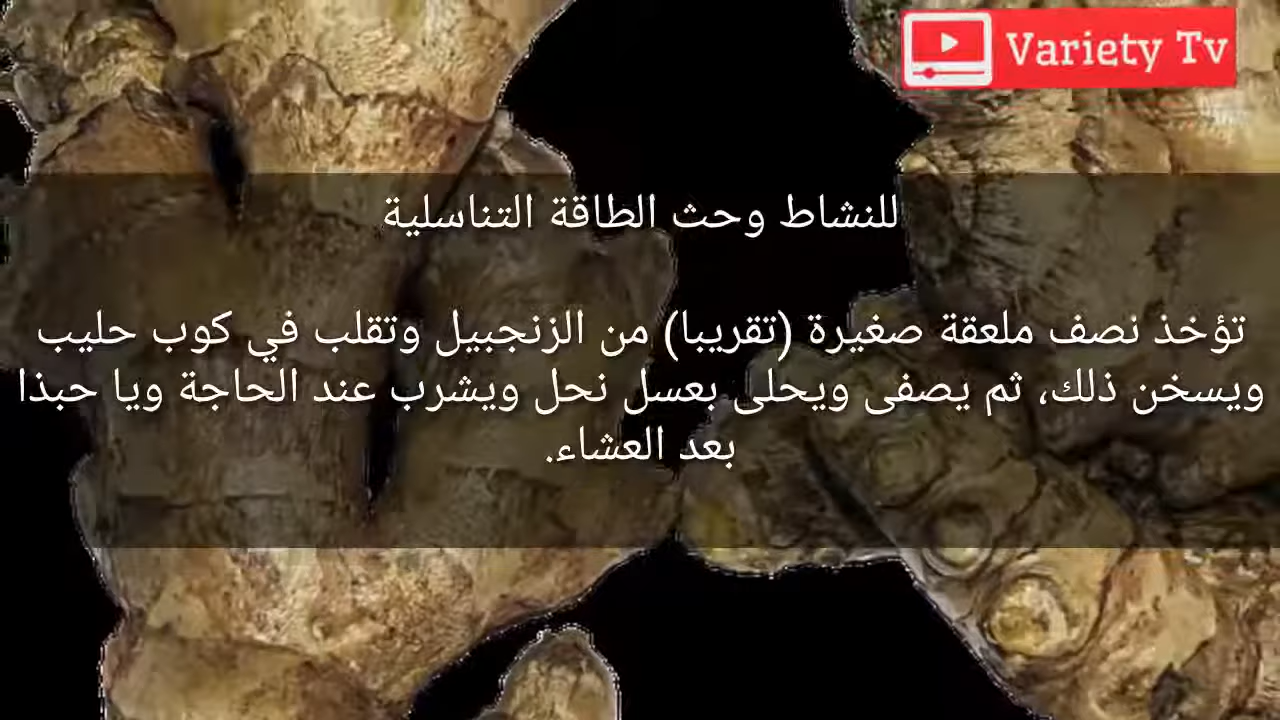 Variety Tv
للنشاط وحث الطاقة التناسلية
تؤخذ نصف ملعقة صغيرة (تقريبا) من الزنجبيل وتقلب في كوب حليب
ويسخن ذلك، ثم يصفى ويحلى بعسل نحل ويشرب عند الحاجة ويا حبذا
بعد العشاء.